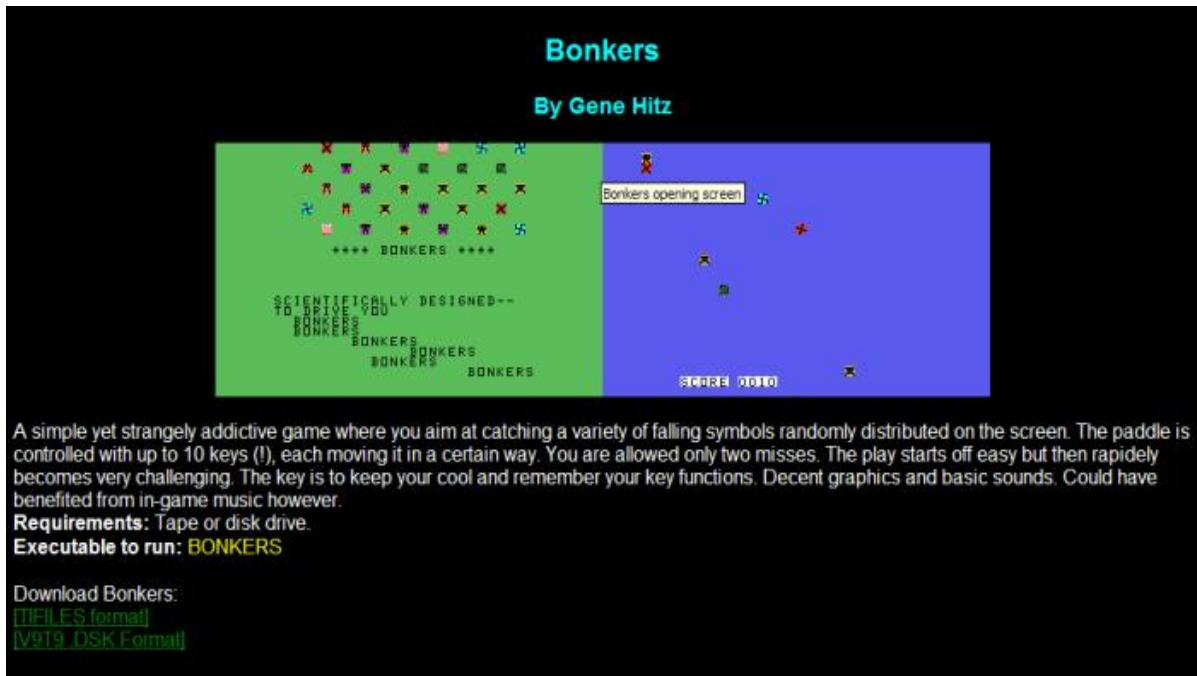 Bonkers
By Gene Hitz
++++ BONKERS ++++
SCIENTIFICALLY DESIGNED--
TO DRIVE YOU
BONKERS
BONKERS
BONKERS
BONKERS
BONKERS
BONKERS
Bonkers opening screen
SCORE 0010
A simple yet strangely addictive game where you aim at catching a variety of falling symbols randomly distributed on the screen. The paddle is
controlled with up to 10 keys (!), each moving it in a certain way. You are allowed only two misses. The play starts off easy but then rapidely
becomes very challenging. The key is to keep your cool and remember your key functions. Decent graphics and basic sounds. Could have
benefited from in-game music however.
Requirements: Tape or disk drive.
Executable to run: BONKERS
Download Bonkers:
[TIFILES format]
[V9T9 .DSK Format]